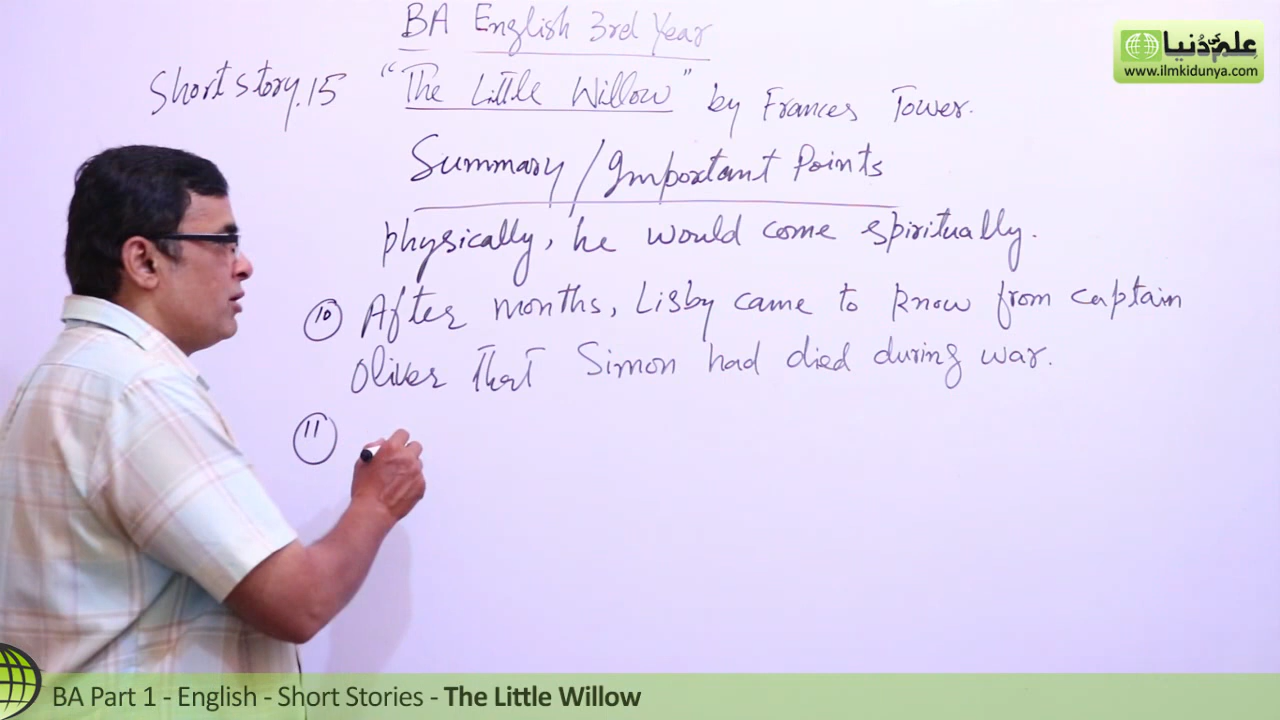 BA English 3rd Year
Short story.15 "The Little Willow" by Frances Tower.
Summary/Important Points
physically, he would come spiritually.
10 After months, Lisby came to know from captain
Oliver that Simon had died during war.
11
علم کی دُنیا
www.ilmkidunya.com
BA Part 1 - English - Short Stories - The Little Willow